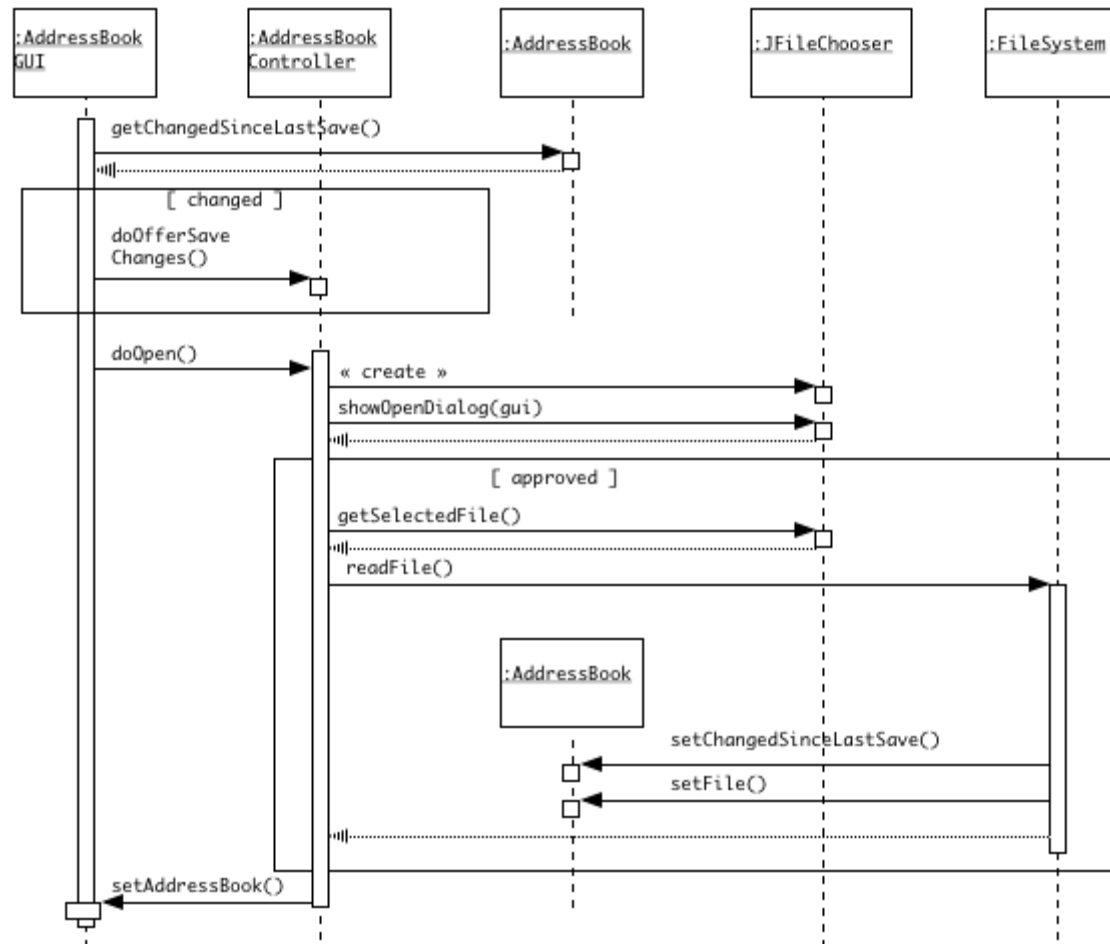 :AddressBook
GUI
:AddressBook
Controller
:AddressBook
:JFileChooser
:FileSystem
getChangedSinceLastSave()
[ changed ]
doOfferSave
Changes()
doOpen()
« create »
showOpenDialog(gui)
[ approved ]
getSelectedFile()
readFile()
:AddressBook
setChangedSinceLastSave()
setFile()
setAddressBook()